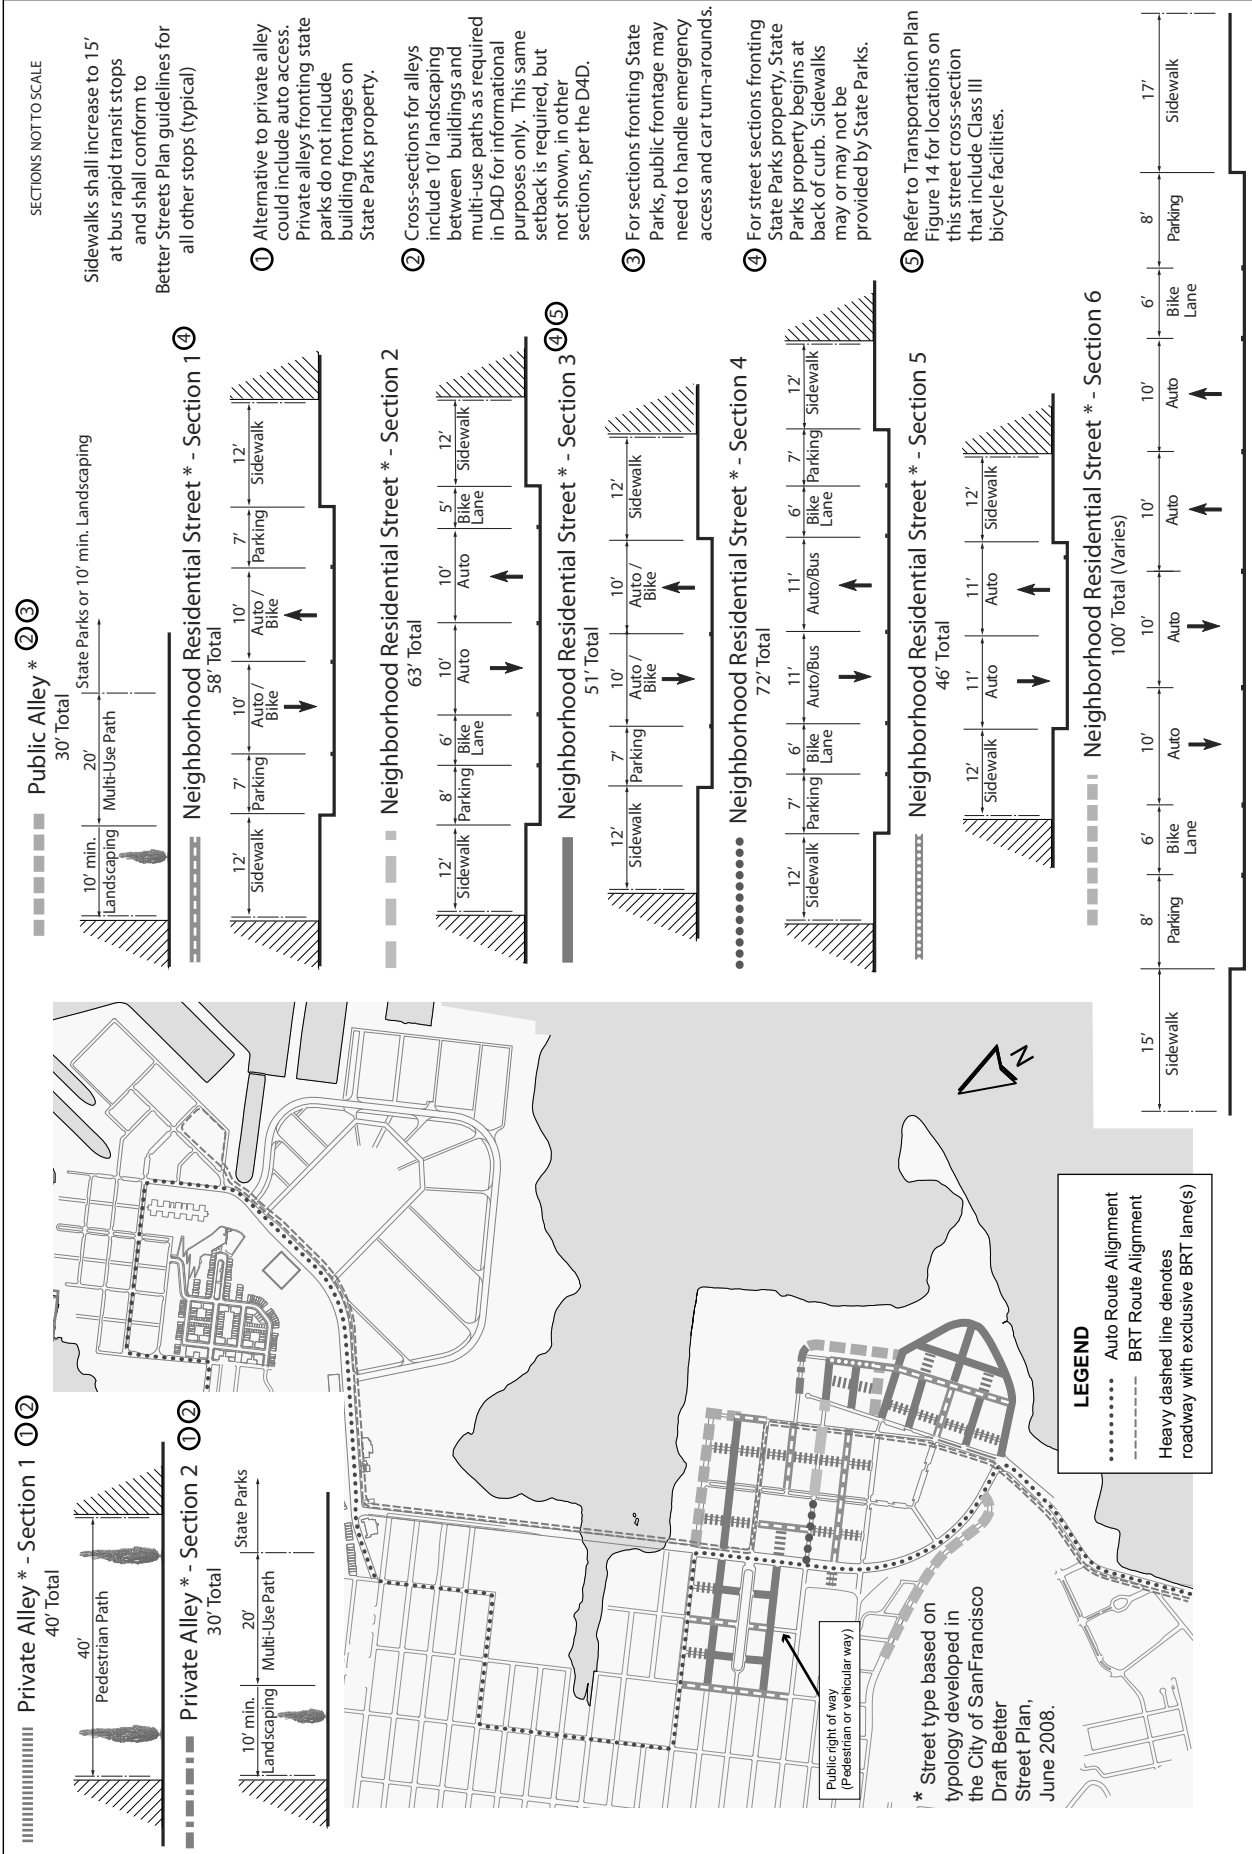 Private Alley * - Section 1 ① ②
40' Total
40'
Pedestrian Path
Private Alley * - Section 2 ① ②
30' Total
10' min.
Landscaping
20'
Multi-Use Path
State Parks
Public right of way
(Pedestrian or vehicular way)
* Street type based on
typology developed in
the City of SanFrancisco
Draft Better
Street Plan,
June 2008.
N
LEGEND
Auto Route Alignment
BRT Route Alignment
Heavy dashed line denotes
roadway with exclusive BRT lane(s)
Public Alley * ② ③
30' Total
10' min.
Landscaping
20'
Multi-Use Path
State Parks or 10' min. Landscaping
Neighborhood Residential Street * - Section 1 ④
58' Total
12' 7' 10' 10' 7' 12'
Sidewalk Parking Auto / Auto / Parking Sidewalk
Bike Bike
Neighborhood Residential Street * - Section 2
63' Total
12' 8' 6' 10' 10' 5' 12'
Sidewalk Parking Bike Auto Auto Bike Sidewalk
Lane Lane
Neighborhood Residential Street * - Section 3 ④ ⑤
51' Total
12' 7' 10' 10' 12'
Sidewalk Parking Auto / Auto / Sidewalk
Bike Bike
Neighborhood Residential Street * - Section 4
72' Total
12' 7' 6' 11' 11' 6' 7' 12'
Sidewalk Parking Bike Auto/Bus Auto/Bus Bike Parking Sidewalk
Lane Lane
Neighborhood Residential Street * - Section 5
46' Total
12' 11' 11' 12'
Sidewalk Auto Auto Sidewalk
Neighborhood Residential Street * - Section 6
100' Total (Varies)
15' 8' 6' 10' 10' 10' 10' 6' 8' 17'
Sidewalk Parking Bike Auto Auto Auto Auto Bike Parking Sidewalk
Lane Lane
SECTIONS NOT TO SCALE
Sidewalks shall increase to 15'
at bus rapid transit stops
and shall conform to
Better Streets Plan guidelines for
all other stops (typical)
① Alternative to private alley
could include auto access.
Private alleys fronting state
parks do not include
building frontages on
State Parks property.
② Cross-sections for alleys
include 10' landscaping
between buildings and
multi-use paths as required
in D4D for informational
purposes only. This same
setback is required, but
not shown, in other
sections, per the D4D.
③ For sections fronting State
Parks, public frontage may
need to handle emergency
access and car turn-arounds.
④ For street sections fronting
State Parks property, State
Parks property begins at
back of curb. Sidewalks
may or may not be
provided by State Parks.
⑤ Refer to Transportation Plan
Figure 14 for locations on
this street cross-section
that include Class III
bicycle facilities.